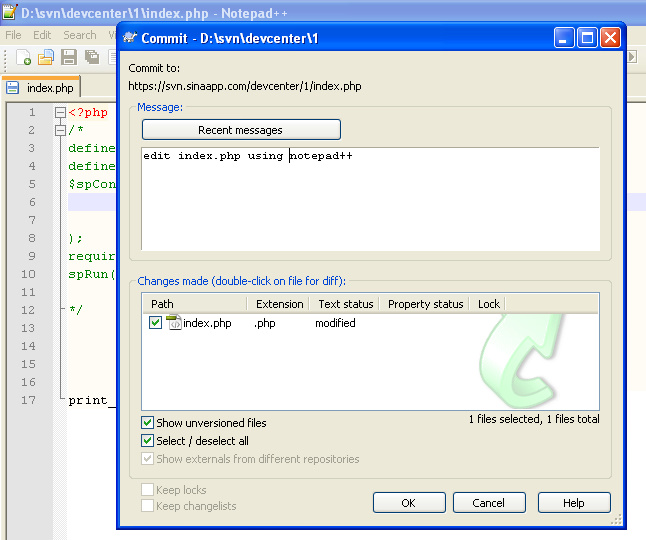 D:\svn\devcenter\1\index.php - Notepad++
File Edit Search View
index.php
Commit - D:\svn\devcenter\1
Commit to:
https://svn.sinaapp.com/devcenter/1/index.php
Message:
Recent messages
edit index.php using notepad++
Changes made (double-click on file for diff):
Path Extension Text status Property status Lock
index.php .php modified
1 files selected, 1 files total
Show unversioned files
Select / deselect all
Show externals from different repositories
Keep locks
Keep changelists
OK Cancel Help
1 <?php
2 /*
3 define
4 define
5 $spCon
6
7
8 );
9 requir
10 spRun(
11
12 */
13
14
15
16
17 print_